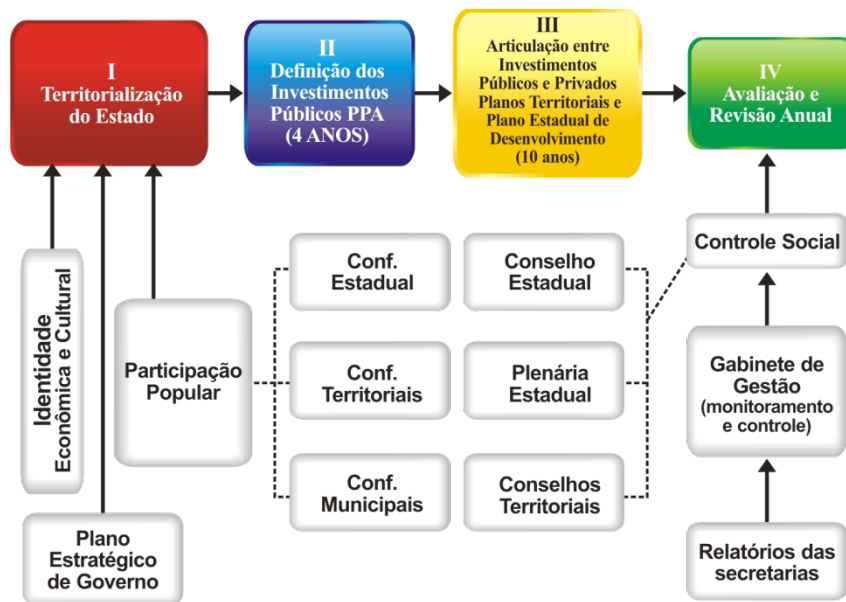 I
Territorialização
do Estado
II
Definição dos
Investimentos
Públicos PPA
(4 ANOS)
III
Articulação entre
Investimentos
Públicos e Privados
Planos Territoriais e
Plano Estadual de
Desenvolvimento
(10 anos)
IV
Avaliação e
Revisão Anual
Identidade
Econômica e Cultural
Plano
Estratégico
de Governo
Participação
Popular
Conf.
Estadual
Conf.
Territoriais
Conf.
Municipais
Conselho
Estadual
Plenária
Estadual
Conselhos
Territoriais
Controle Social
Gabinete de
Gestão
(monitoramento
e controle)
Relatórios das
secretarias